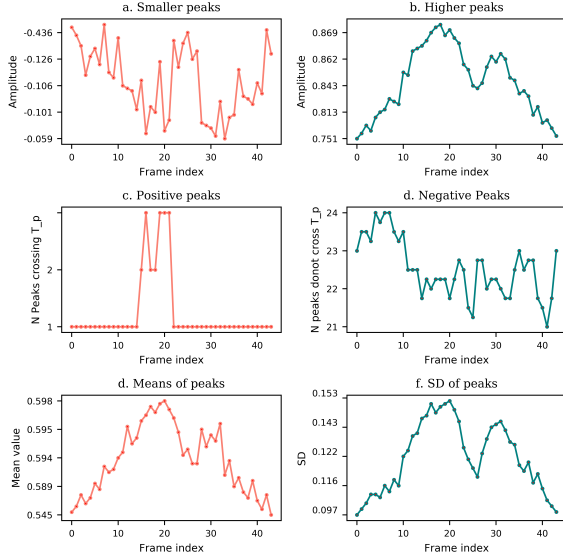 a. Smaller peaks
Amplitude
-0.436
-0.126
-0.106
-0.101
-0.059
0 10 20 30 40
Frame index
b. Higher peaks
Amplitude
0.869
0.862
0.843
0.813
0.751
0 10 20 30 40
Frame index
c. Positive peaks
N Peaks crossing T_p
2
1
0 10 20 30 40
Frame index
d. Negative Peaks
N peaks donot cross T_p
24
23
22
21
0 10 20 30 40
Frame index
d. Means of peaks
Mean value
0.598
0.595
0.594
0.589
0.545
0 10 20 30 40
Frame index
f. SD of peaks
SD
0.153
0.143
0.122
0.116
0.097
0 10 20 30 40
Frame index